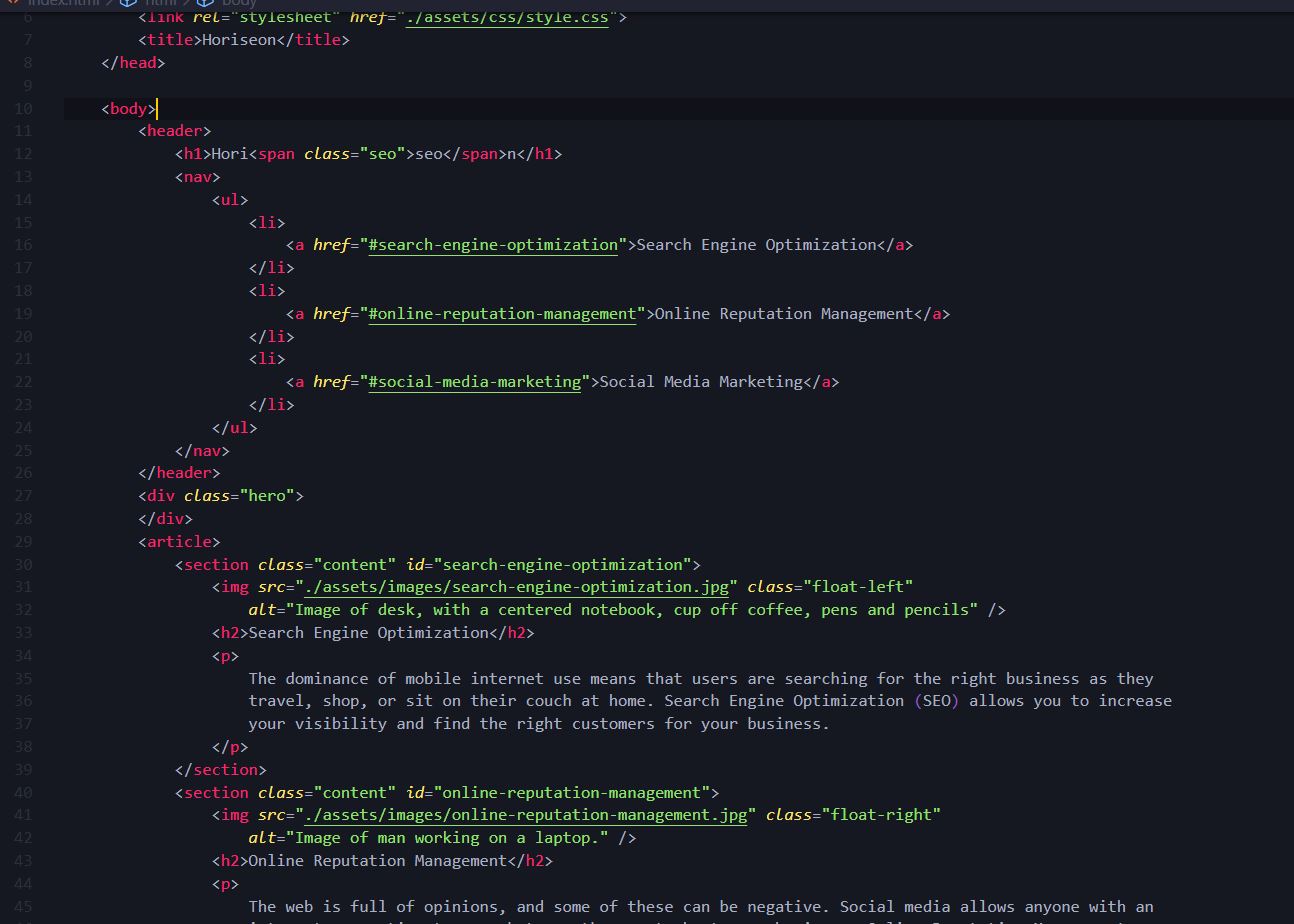 index.html > html > body
6 <link rel="stylesheet" href="./assets/css/style.css">
7 <title>Horiseon</title>
8 </head>
9
10 <body>
11 <header>
12 <h1>Hori<span class="seo">seo</span>n</h1>
13 <nav>
14 <ul>
15 <li>
16 <a href="#search-engine-optimization">Search Engine Optimization</a>
17 </li>
18 <li>
19 <a href="#online-reputation-management">Online Reputation Management</a>
20 </li>
21 <li>
22 <a href="#social-media-marketing">Social Media Marketing</a>
23 </li>
24 </ul>
25 </nav>
26 </header>
27 <div class="hero">
28 </div>
29 <article>
30 <section class="content" id="search-engine-optimization">
31 <img src="./assets/images/search-engine-optimization.jpg" class="float-left"
32 alt="Image of desk, with a centered notebook, cup off coffee, pens and pencils" />
33 <h2>Search Engine Optimization</h2>
34 <p>
35 The dominance of mobile internet use means that users are searching for the right business as they
36 travel, shop, or sit on their couch at home. Search Engine Optimization (SEO) allows you to increase
37 your visibility and find the right customers for your business.
38 </p>
39 </section>
40 <section class="content" id="online-reputation-management">
41 <img src="./assets/images/online-reputation-management.jpg" class="float-right"
42 alt="Image of man working on a laptop." />
43 <h2>Online Reputation Management</h2>
44 <p>
45 The web is full of opinions, and some of these can be negative. Social media allows anyone with an